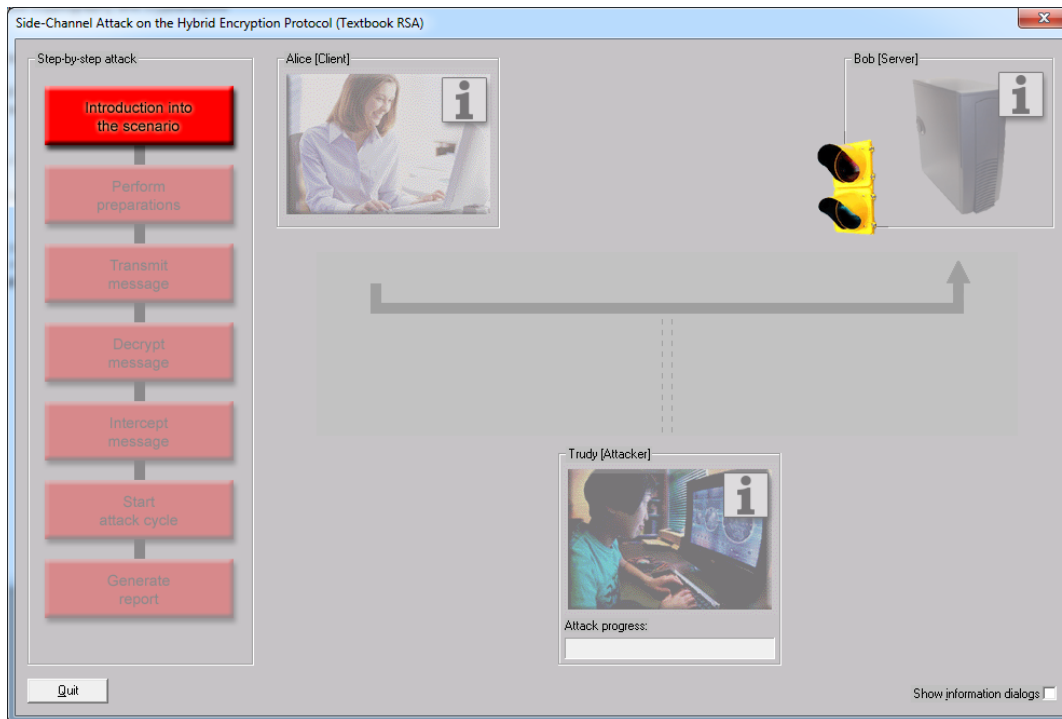 Side-Channel Attack on the Hybrid Encryption Protocol (Textbook RSA)
Step-by-step attack
Introduction into
the scenario
Perform
preparations
Transmit
message
Decrypt
message
Intercept
message
Start
attack cycle
Generate
report
Alice [Client]
i
Bob [Server]
i
Trudy [Attacker]
i
Attack progress:
Quit
Show information dialogs